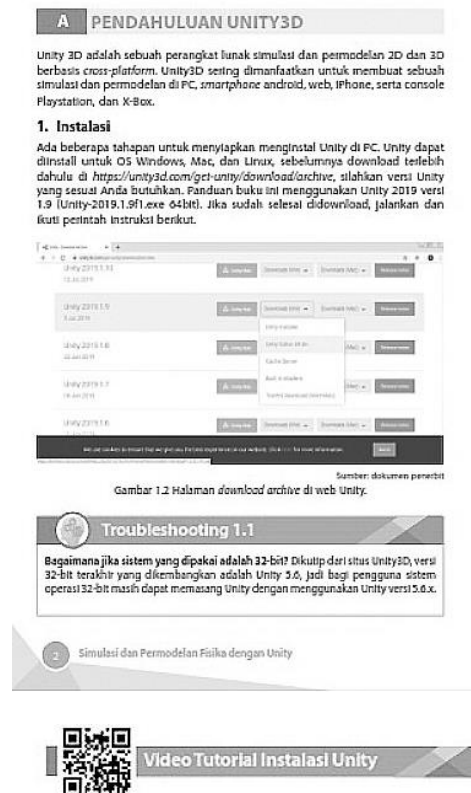 A PENDAHULUAN UNITY3D
Unity 3D adalah sebuah perangkat lunak simulasi dan permodelan 2D dan 3D
berbasis cross-platform. Unity3D sering dimanfaatkan untuk membuat sebuah
simulasi dan permodelan di PC, smartphone android, web, iPhone, serta console
Playstation, dan X-Box.
1. Instalasi
Ada beberapa tahapan untuk menyiapkan menginstal Unity di PC. Unity dapat
diinstall untuk OS Windows, Mac, dan Linux, sebelumnya download terlebih
dahulu di https://unity3d.com/get-unity/download/archive, silahkan versi Unity
yang sesuai Anda butuhkan. Panduan buku ini menggunakan Unity 2019 versi
1.9 (Unity-2019.1.9f1.exe 64bit). Jika sudah selesai didownload, jalankan dan
ikuti perintah instruksi berikut.
Unity 2019.1.10
Unity 2019.1.9
Unity 2019.1.8
Unity 2019.1.7
Unity 2019.1.6
Sumber: dokumen penerbit
Gambar 1.2 Halaman download archive di web Unity.
Troubleshooting 1.1
Bagaimana jika sistem yang dipakai adalah 32-bit? Dikutip dari situs Unity3D, versi
32-bit terakhir yang dikembangkan adalah Unity 5.6, jadi bagi pengguna sistem
operasi 32-bit masih dapat memasang Unity dengan menggunakan Unity versi 5.6.x.
2 Simulasi dan Permodelan Fisika dengan Unity
Video Tutorial Instalasi Unity